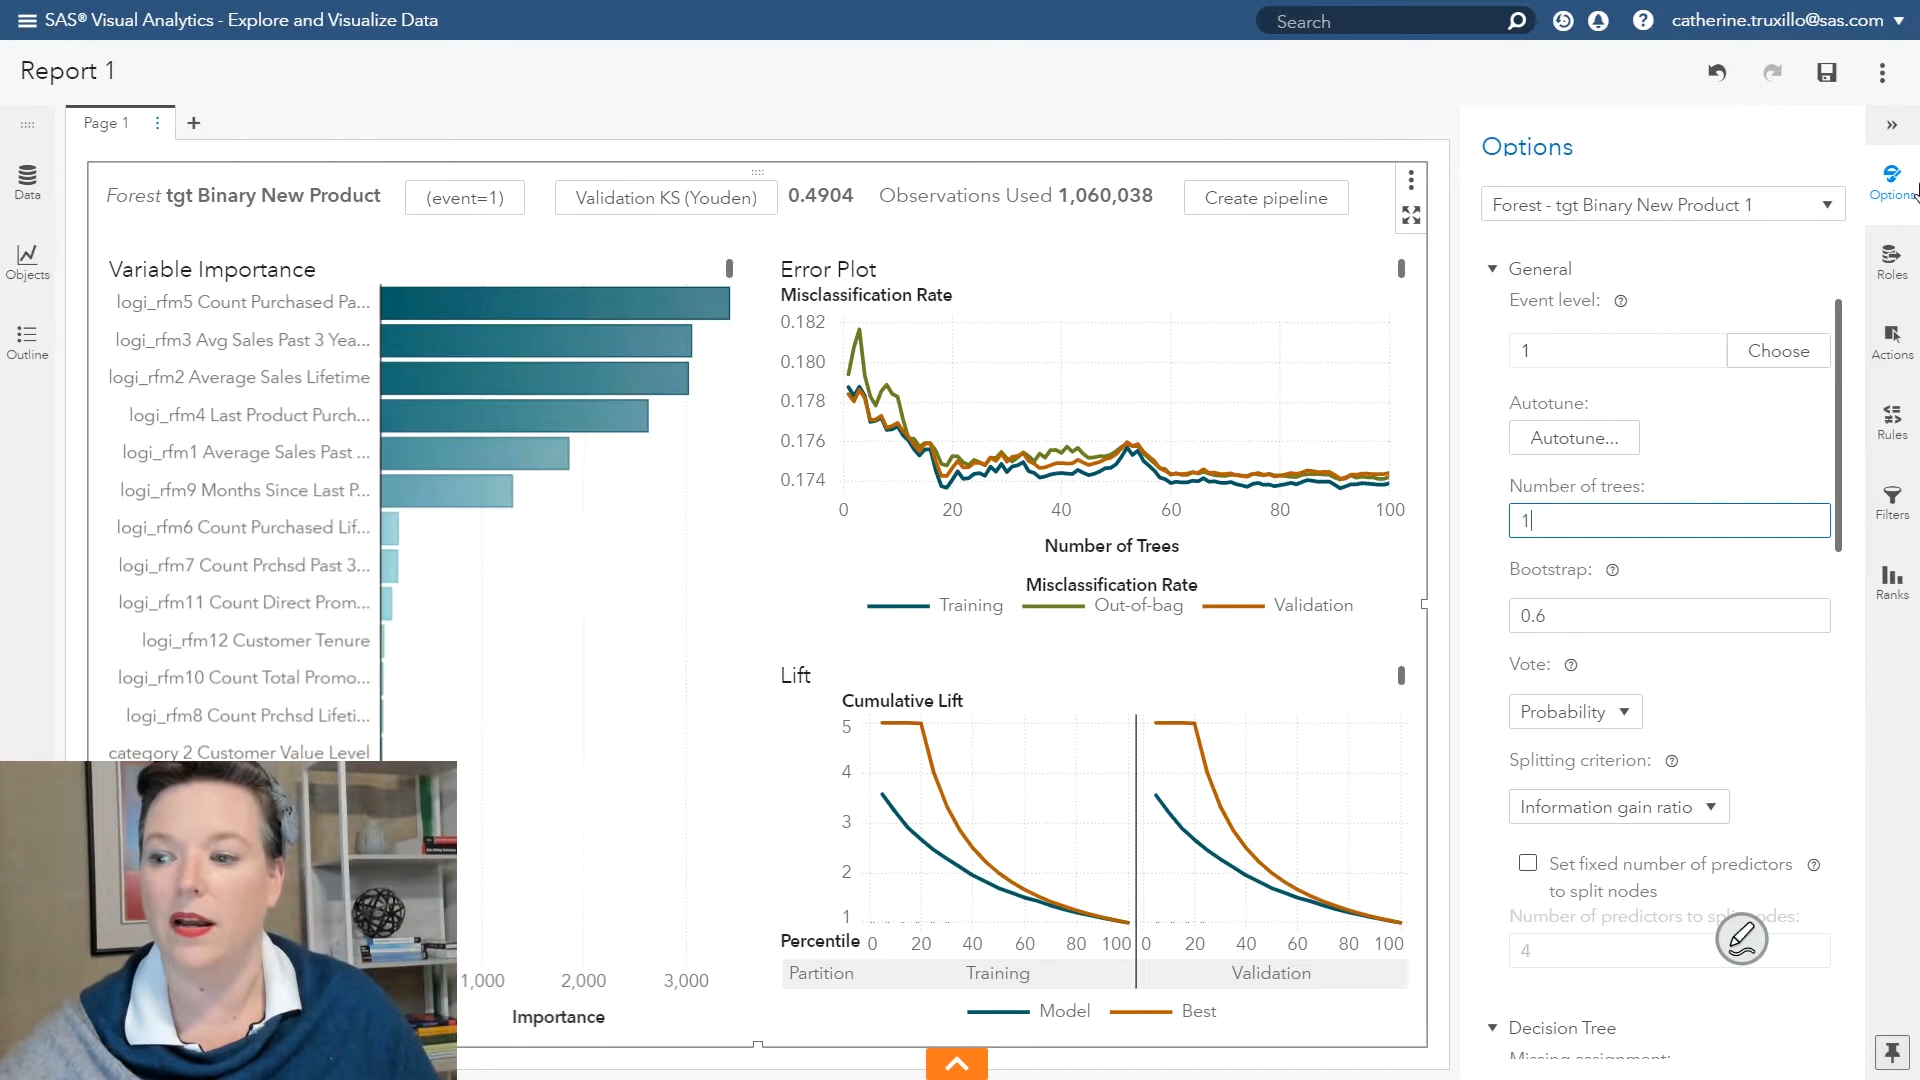 SAS® Visual Analytics - Explore and Visualize Data
Search
catherine.truxillo@sas.com
Report 1
Page 1
Data
Objects
Outline
Forest tgt Binary New Product
(event=1)
Validation KS (Youden)
0.4904
Observations Used 1,060,038
Create pipeline
Variable Importance
logi_rfm5 Count Purchased Pa...
logi_rfm3 Avg Sales Past 3 Yea...
logi_rfm2 Average Sales Lifetime
logi_rfm4 Last Product Purch...
logi_rfm1 Average Sales Past ...
logi_rfm9 Months Since Last P...
logi_rfm6 Count Purchased Lif...
logi_rfm7 Count Prchsd Past 3...
logi_rfm11 Count Direct Prom...
logi_rfm12 Customer Tenure
logi_rfm10 Count Total Promo...
logi_rfm8 Count Prchsd Lifeti...
category 2 Customer Value Level
1,000 2,000 3,000
Importance
Error Plot
Misclassification Rate
0.182
0.180
0.178
0.176
0.174
0 20 40 60 80 100
Number of Trees
Misclassification Rate
Training Out-of-bag Validation
Lift
Cumulative Lift
5
4
3
2
1
Percentile 0 20 40 60 80 100 0 20 40 60 80 100
Partition Training Validation
Model Best
Options
Forest - tgt Binary New Product 1
General
Event level:
1
Choose
Autotune:
Autotune...
Number of trees:
1
Bootstrap:
0.6
Vote:
Probability
Splitting criterion:
Information gain ratio
Set fixed number of predictors
to split nodes
Number of predictors to split nodes:
4
Decision Tree
Missing assignment:
Options
Roles
Actions
Rules
Filters
Ranks